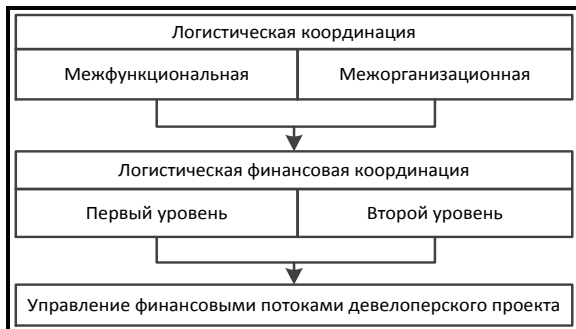 Логистическая координация
Межфункциональная
Межорганизационная
Логистическая финансовая координация
Первый уровень
Второй уровень
Управление финансовыми потоками девелоперского проекта